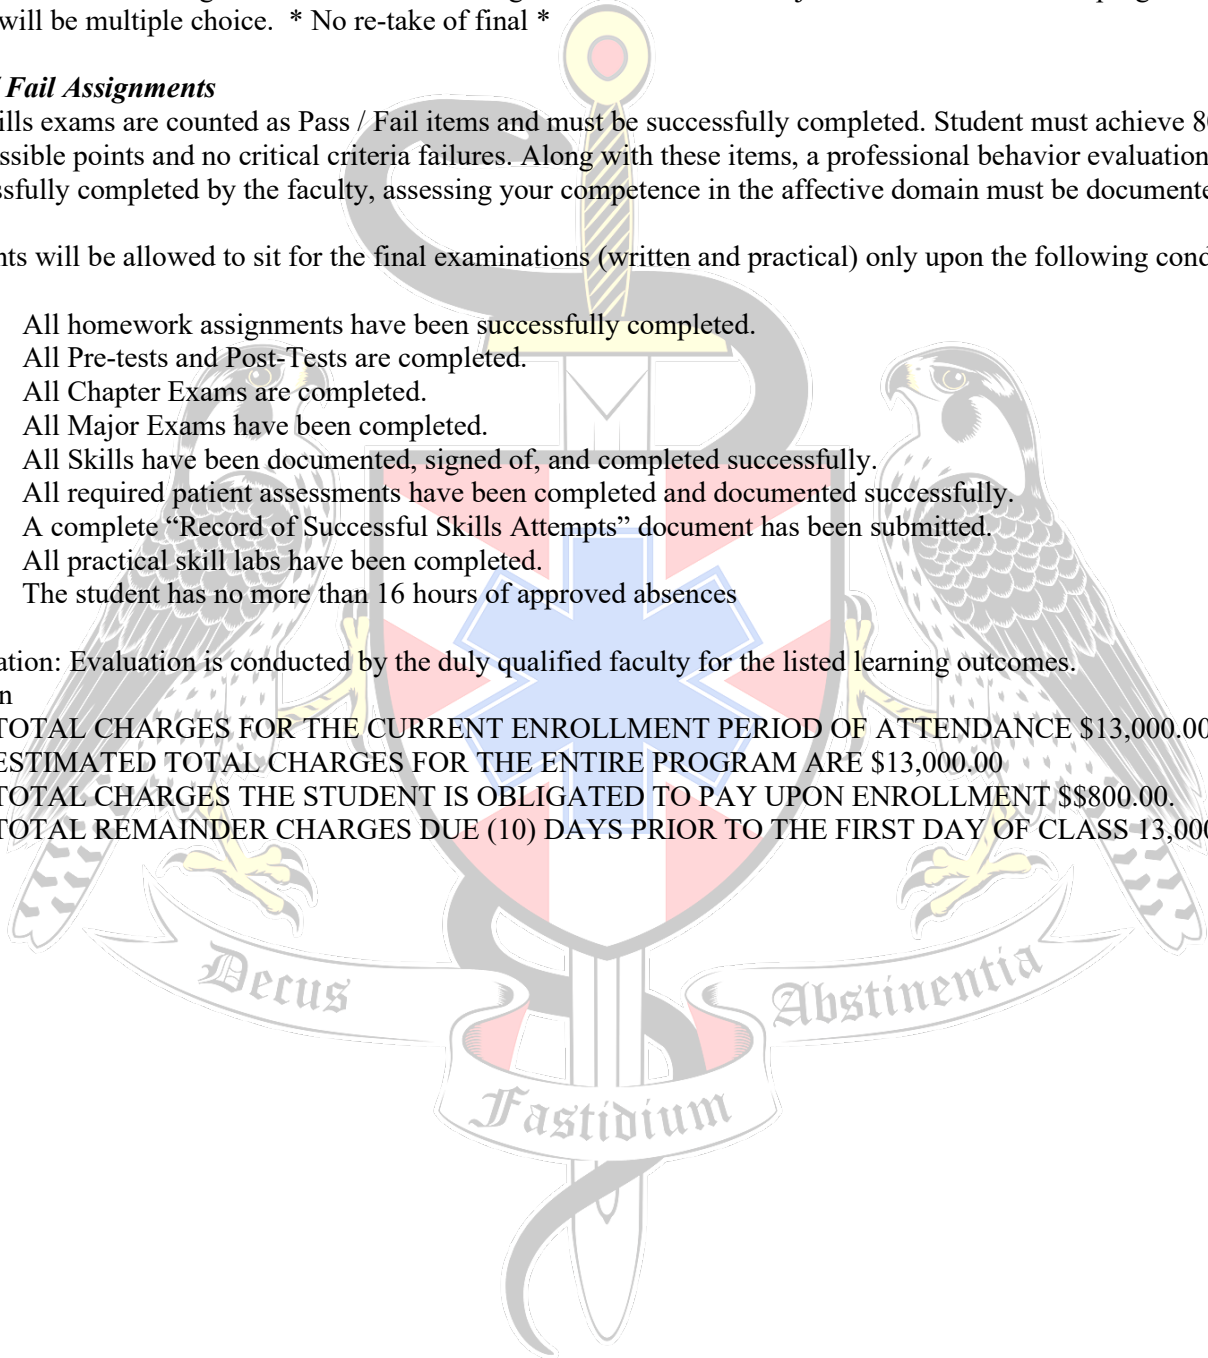 will be multiple choice.  * No re-take of final *
Fail Assignments
ills exams are counted as Pass / Fail items and must be successfully completed. Student must achieve 80
ssible points and no critical criteria failures. Along with these items, a professional behavior evaluation
ssfully completed by the faculty, assessing your competence in the affective domain must be documente
nts will be allowed to sit for the final examinations (written and practical) only upon the following cond
All homework assignments have been successfully completed.
All Pre-tests and Post-Tests are completed.
All Chapter Exams are completed.
All Major Exams have been completed.
All Skills have been documented, signed of, and completed successfully.
All required patient assessments have been completed and documented successfully.
A complete “Record of Successful Skills Attempts” document has been submitted.
All practical skill labs have been completed.
The student has no more than 16 hours of approved absences
ation: Evaluation is conducted by the duly qualified faculty for the listed learning outcomes.
n
TOTAL CHARGES FOR THE CURRENT ENROLLMENT PERIOD OF ATTENDANCE $13,000.00
ESTIMATED TOTAL CHARGES FOR THE ENTIRE PROGRAM ARE $13,000.00
TOTAL CHARGES THE STUDENT IS OBLIGATED TO PAY UPON ENROLLMENT $$800.00.
TOTAL REMAINDER CHARGES DUE (10) DAYS PRIOR TO THE FIRST DAY OF CLASS 13,000
Decus
Abstinentia
Fastidium